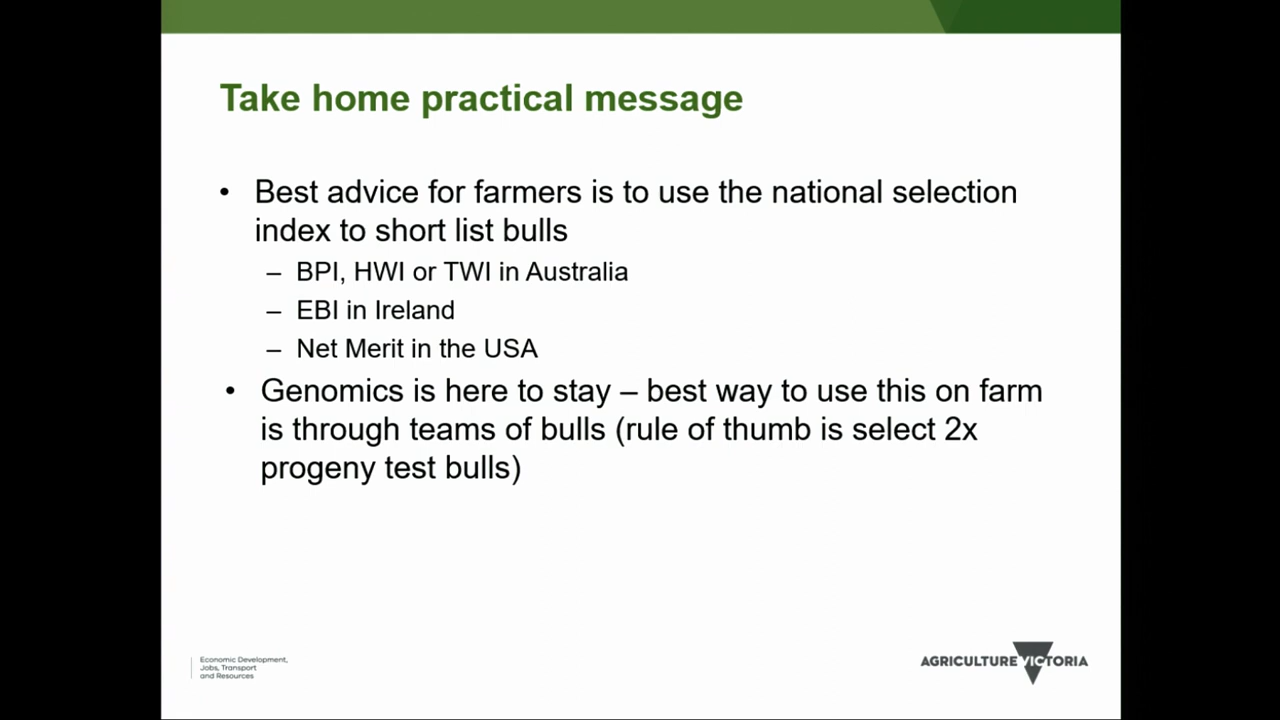 Take home practical message
• Best advice for farmers is to use the national selection
index to short list bulls
– BPI, HWI or TWI in Australia
– EBI in Ireland
– Net Merit in the USA
• Genomics is here to stay – best way to use this on farm
is through teams of bulls (rule of thumb is select 2x
progeny test bulls)
Economic Development,
Jobs, Transport
and Resources
AGRICULTURE VICTORIA